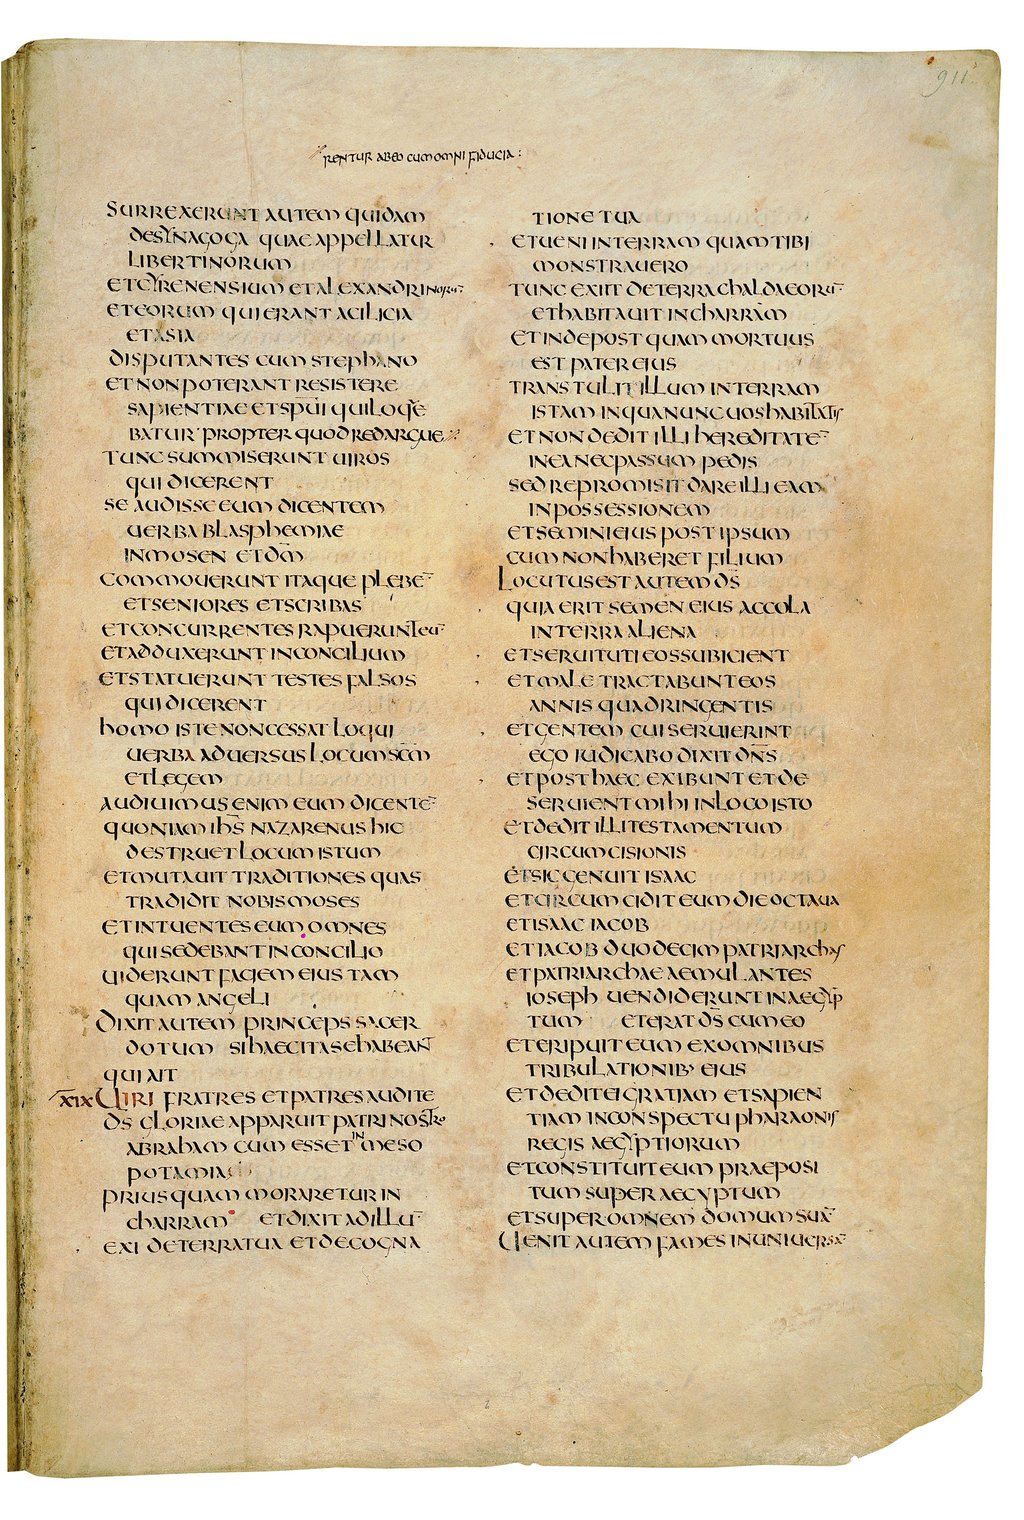 911
rentur ab eo cum omni fiducia :
Surrexerunt autem quidam
de synagoga quae appellatur
libertinorum
et cyrenensium et alexandrinoru̅
et eorum qui erant a cilicia
et asia
disputantes cum stephano
et non poterant resistere
sapientiae et sp̅u̅i qui loque
batur propter quod redargue
tunc summiserunt uiros
qui dicerent
se audisse eum dicentem
uerba blasphemiae
in mosen et d̅m̅
commouerunt itaque plebe̅
et seniores et scribas
et concurrentes rapuerunt eu̅
et adduxerunt in concilium
et statuerunt testes falsos
qui dicerent
homo iste non cessat loqui
uerba aduersus locum s̅c̅m̅
et legem
audiuimus enim eum dicente̅
quoniam i̅h̅s̅ nazarenus hic
destruet locum istum
et mutauit traditiones quas
tradidit nobis moses
et intuentes eum omnes
qui sedebant in concilio
uiderunt faciem eius tam
quam angeli
Dixit autem princeps sacer
dotum si haec ita se habeant
qui ait
x̅i̅x̅ Uiri fratres et patres audite
d̅s̅ gloriae apparuit patri nostro
abraham cum esset in meso
potamia
prius quam moraretur in
charram et dixit ad illu̅
exi de terra tua et de cogna
tione tua
et ueni in terram quam tibi
monstrauero
tunc exiit de terra chaldaeoru̅
et habitauit in charram
et inde post quam mortuus
est pater eius
transtulit illum in terram
istam in qua nunc uos habitatis
et non dedit illi hereditate̅
in ea nec passum pedis
sed repromisit dare illi eam
in possessionem
et semini eius post ipsum
cum non haberet filium
Locutus est autem d̅s̅
quia erit semen eius accola
in terra aliena
et seruituti eos subicient
et male tractabunt eos
annis quadringentis
et gentem cui seruierint
ego iudicabo dixit d̅n̅s̅
et post haec exibunt et de
seruient mihi in loco isto
et dedit illi testamentum
circumcisionis
et sic genuit isaac
et circumcidit eum die octaua
et isaac iacob
et iacob duodecim patriarchas
et patriarchae aemulantes
ioseph uendiderunt in aegyp
tum et erat d̅s̅ cum eo
et eripuit eum ex omnibus
tribulationib· eius
et dedit ei gratiam et sapien
tiam in conspectu pharaonis
regis aegyptiorum
et constituit eum praeposi
tum super aegyptum
et super omnem domum sua̅
Uenit autem fames in uniuersa̅